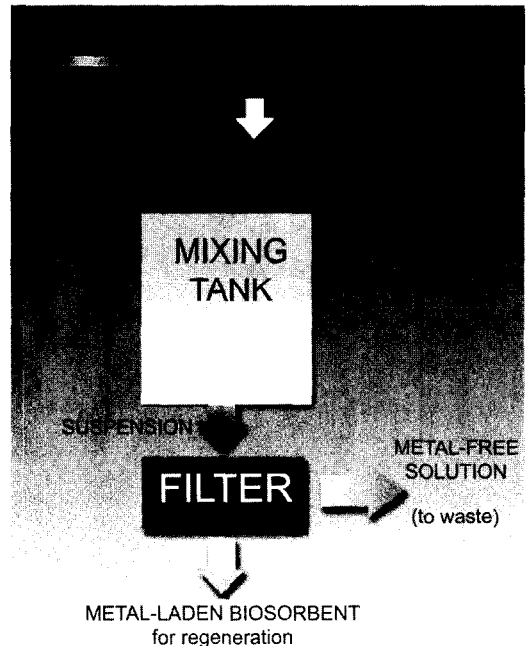 MIXING
TANK
SUSPENSION
FILTER
METAL-FREE
SOLUTION
(to waste)
METAL-LADEN BIOSORBENT
for regeneration